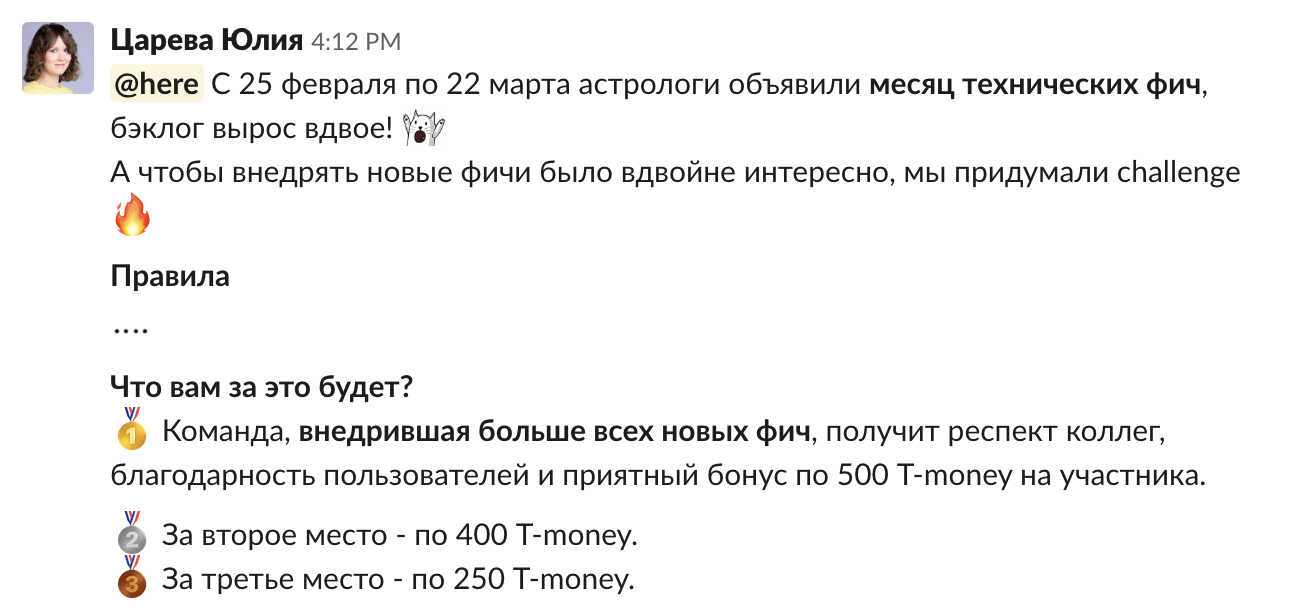 Царева Юлия 4:12 PM
@here С 25 февраля по 22 марта астрологи объявили месяц технических фич,
бэклог вырос вдвое!
А чтобы внедрять новые фичи было вдвойне интересно, мы придумали challenge
Правила
....
Что вам за это будет?
1 Команда, внедрившая больше всех новых фич, получит респект коллег,
благодарность пользователей и приятный бонус по 500 T-money на участника.
2 За второе место - по 400 T-money.
3 За третье место - по 250 T-money.